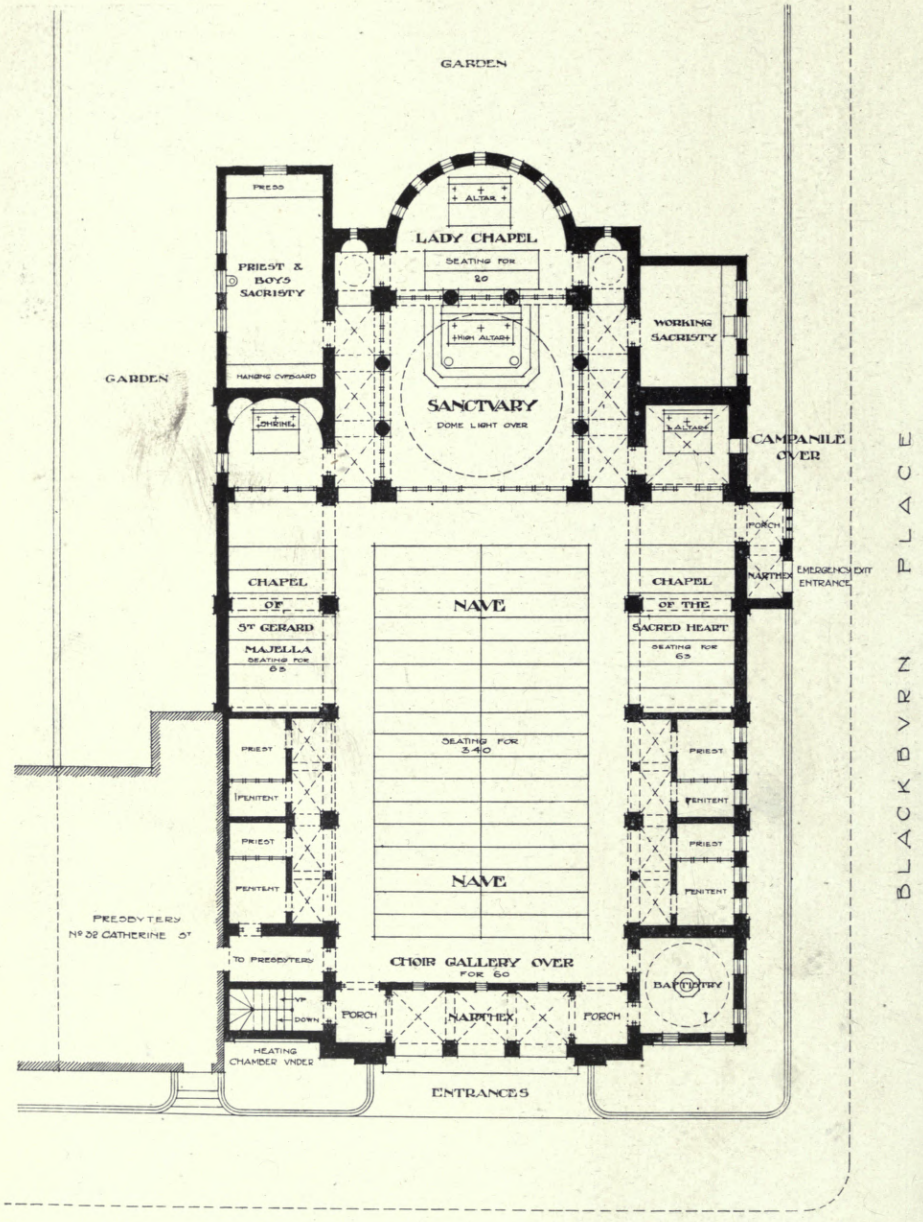 GARDEN
PRESS
ALTAR
LADY CHAPEL
SEATING FOR
20
PRIEST &
BOYS
SACRISTY
HANGING CVPBOARD
HIGH ALTAR
SANCTVARY
DOME LIGHT OVER
WORKING
SACRISTY
GARDEN
SHRINE
ALTAR
CAMPANILE
OVER
PORCH
NARTHEX
EMERGENCY EXIT
ENTRANCE
BLACKBVRN PLACE
CHAPEL
OF
ST GERARD
MAJELLA
SEATING FOR
63
NAVE
CHAPEL
OF THE
SACRED HEART
SEATING FOR
63
SEATING FOR
340
PRIEST
PENITENT
PRIEST
PENITENT
PRIEST
PENITENT
PRIEST
PENITENT
NAVE
PRESBYTERY
Nº 32 CATHERINE ST
TO PRESBYTERY
CHOIR GALLERY OVER
FOR 60
BAPTISTRY
VP
DOWN
PORCH
NARTHEX
PORCH
HEATING
CHAMBER VNDER
ENTRANCES